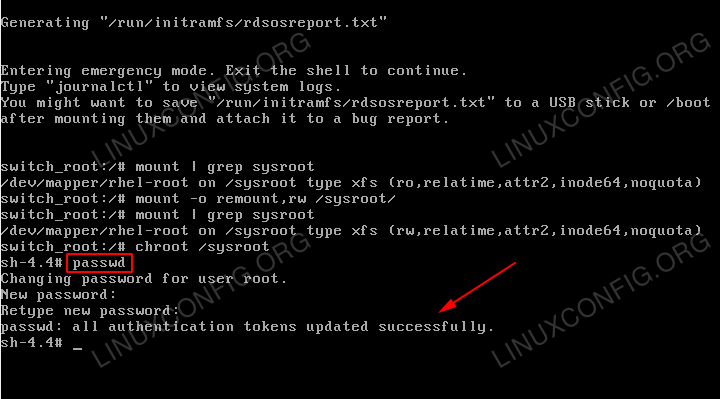 Generating "/run/initramfs/rdsosreport.txt"
Entering emergency mode. Exit the shell to continue.
Type "journalctl" to view system logs.
You might want to save "/run/initramfs/rdsosreport.txt" to a USB stick or /boot
after mounting them and attach it to a bug report.
switch_root:/# mount | grep sysroot
/dev/mapper/rhel-root on /sysroot type xfs (ro,relatime,attr2,inode64,noquota)
switch_root:/# mount -o remount,rw /sysroot/
switch_root:/# mount | grep sysroot
/dev/mapper/rhel-root on /sysroot type xfs (rw,relatime,attr2,inode64,noquota)
switch_root:/# chroot /sysroot
sh-4.4# passwd
Changing password for user root.
New password:
Retype new password:
passwd: all authentication tokens updated successfully.
sh-4.4# _
LINUXCONFIG.ORG
LINUXCONFIG.ORG
LINUXCONFIG.ORG
LINUXCONFIG.ORG